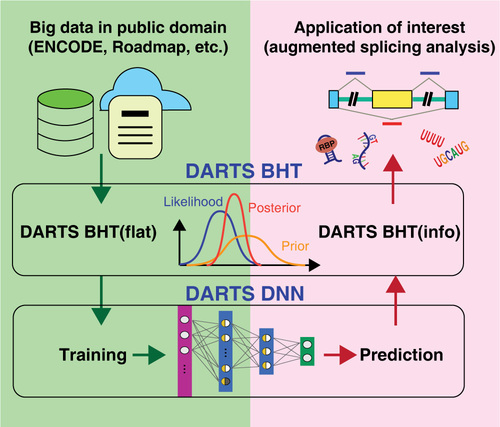 Big data in public domain
(ENCODE, Roadmap, etc.)
Application of interest
(augmented splicing analysis)
RBP
GT
UUUU
UGCAUG
DARTS BHT
Likelihood
Posterior
Prior
DARTS BHT(flat)
DARTS BHT(info)
DARTS DNN
Training
Prediction